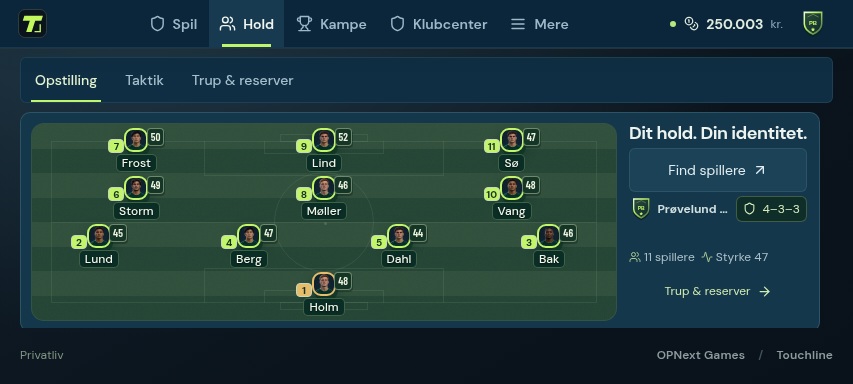 Spil Hold Kampe Klubcenter Mere 250.003 kr.
Opstilling Taktik Trup & reserver
Dit hold. Din identitet.
Find spillere
PB Prøvelund ... 4–3–3
11 spillere Styrke 47
Trup & reserver
7 50 9 52 11 47
Frost Lind Sø
6 49 8 46 10 48
Storm Møller Vang
2 45 4 47 5 44 3 46
Lund Berg Dahl Bak
1 48
Holm
Privatliv OPNext Games / Touchline